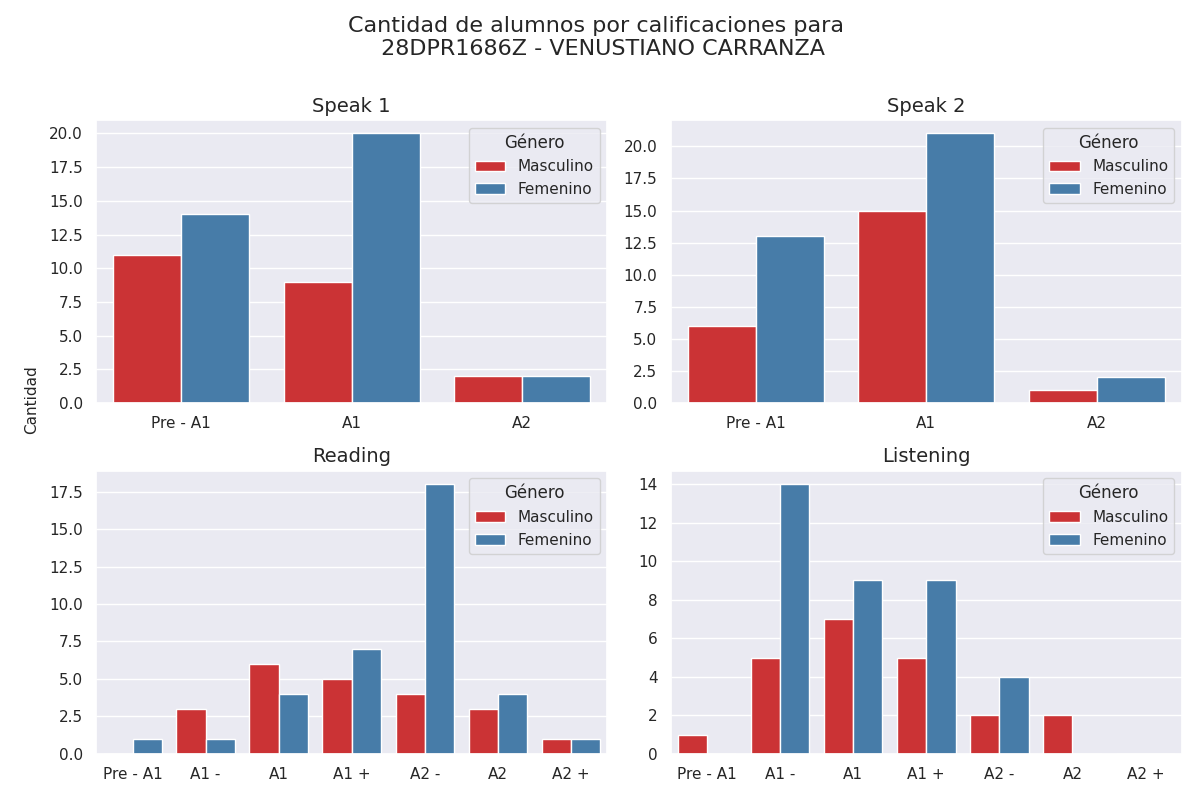 Cantidad de alumnos por calificaciones para
28DPR1686Z - VENUSTIANO CARRANZA
Speak 1
20.0
17.5
15.0
12.5
10.0
7.5
5.0
2.5
0.0
Cantidad
Pre - A1 A1 A2
Género
Masculino
Femenino
Speak 2
20.0
17.5
15.0
12.5
10.0
7.5
5.0
2.5
0.0
Pre - A1 A1 A2
Género
Masculino
Femenino
Reading
17.5
15.0
12.5
10.0
7.5
5.0
2.5
0.0
Pre - A1 A1 - A1 A1 + A2 - A2 A2 +
Género
Masculino
Femenino
Listening
14
12
10
8
6
4
2
0
Pre - A1 A1 - A1 A1 + A2 - A2 A2 +
Género
Masculino
Femenino